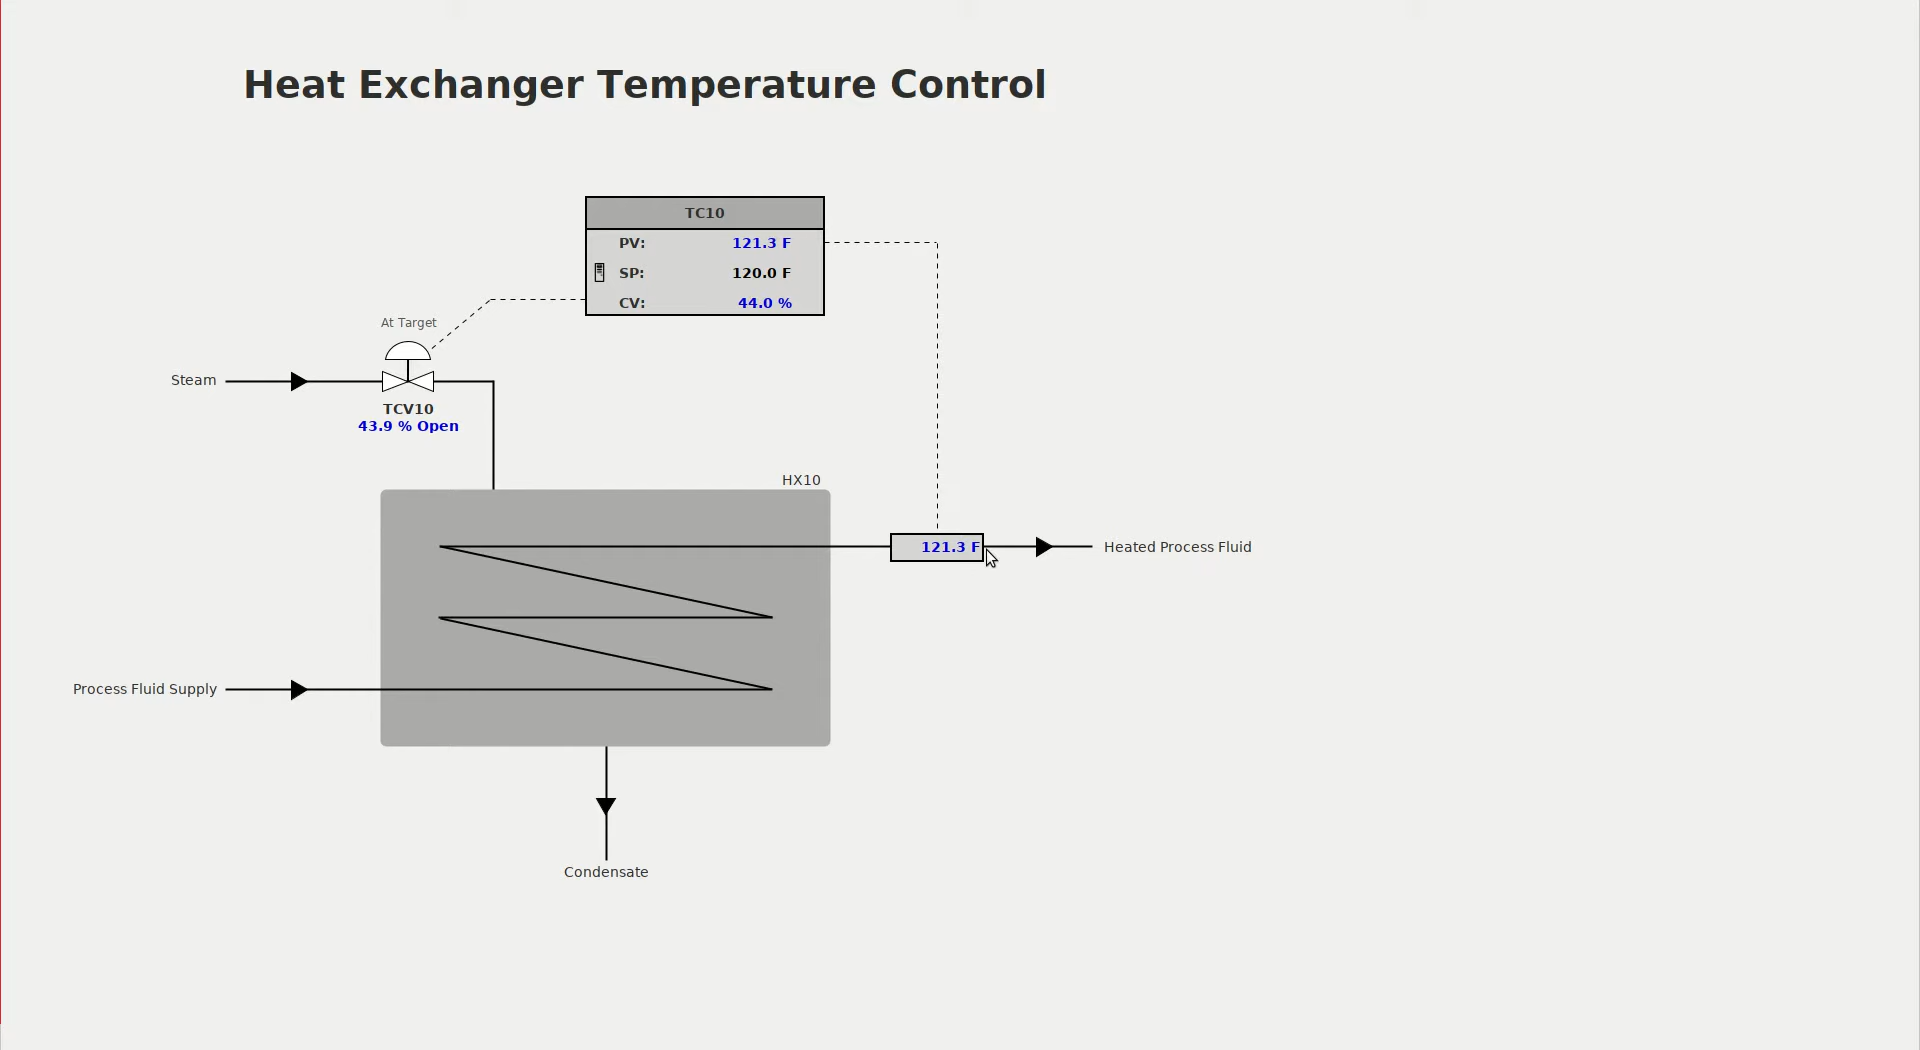 Heat Exchanger Temperature Control
TC10
PV: 121.3 F
SP: 120.0 F
CV: 44.0 %
At Target
Steam
TCV10
43.9 % Open
HX10
121.3 F
Heated Process Fluid
Process Fluid Supply
Condensate